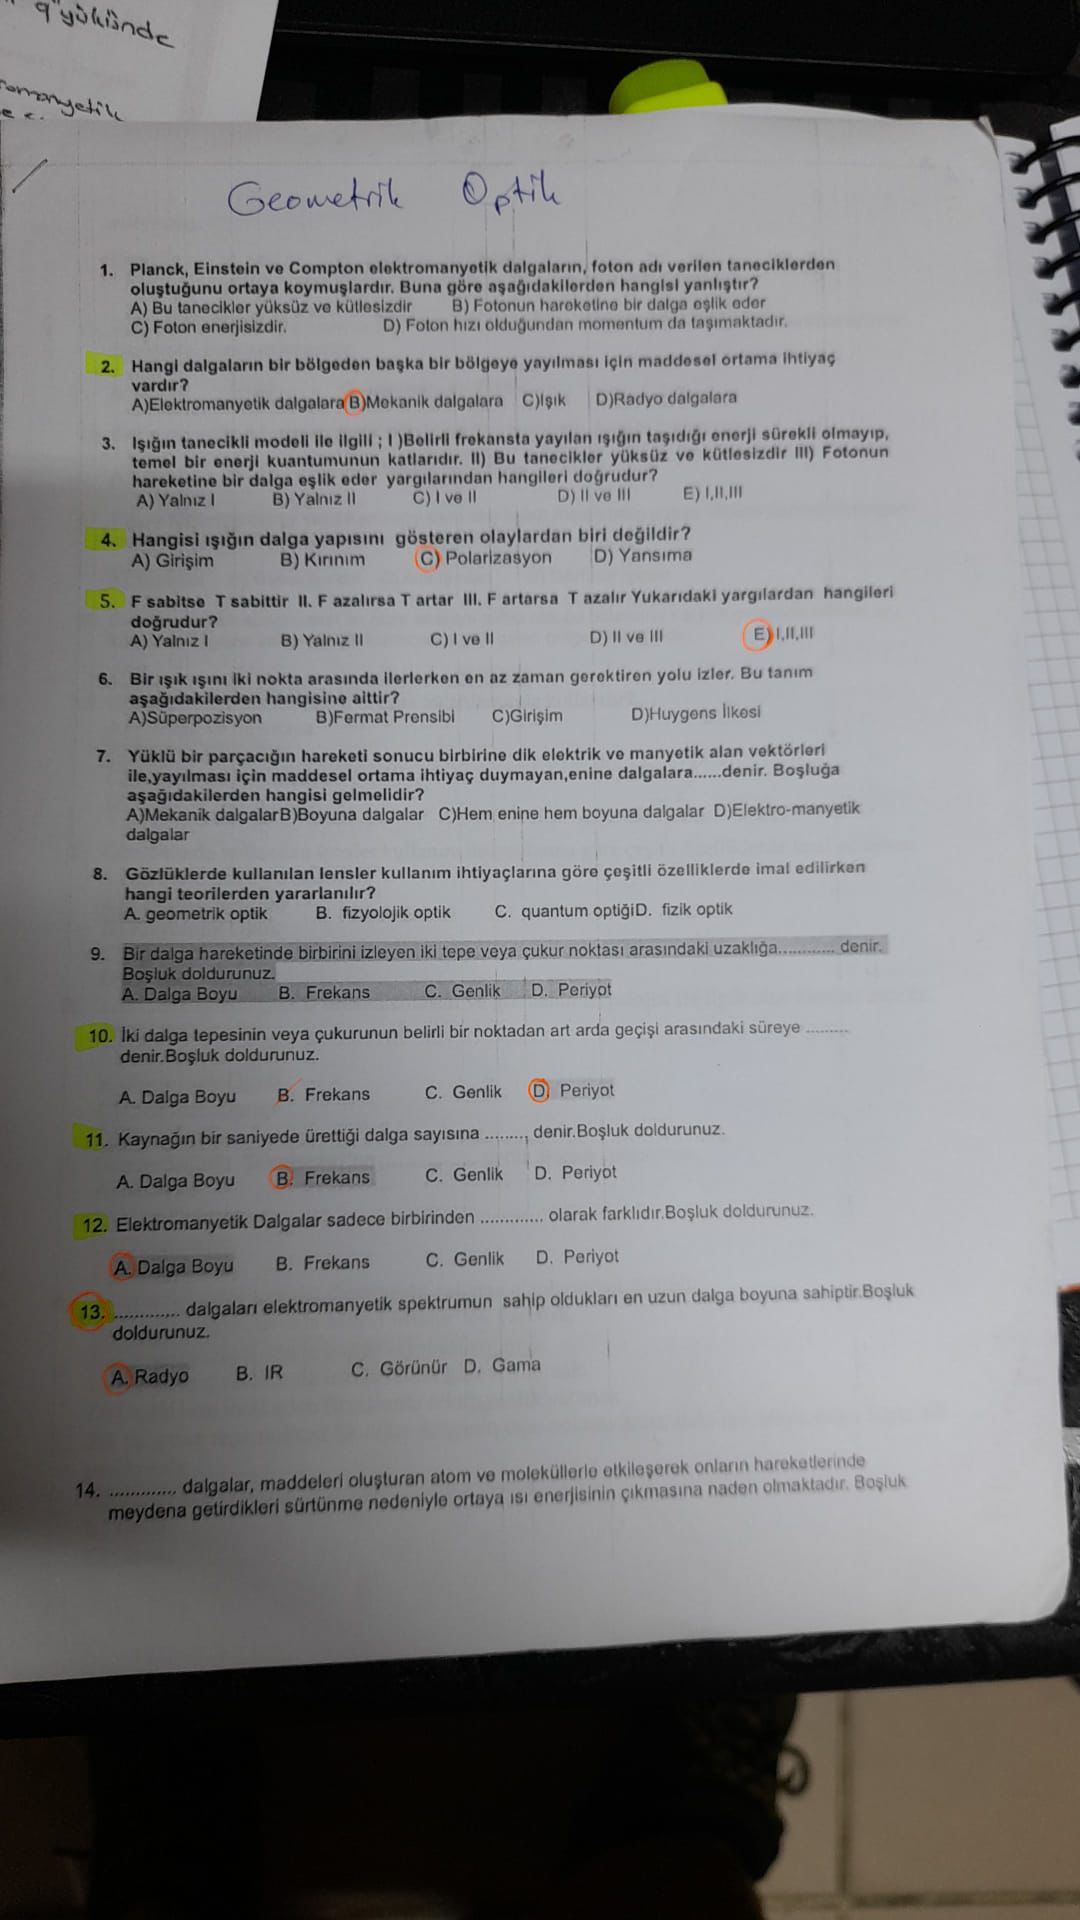 q yükünde
Geometrik Optik
1. Planck, Einstein ve Compton elektromanyetik dalgaların, foton adı verilen taneciklerden
oluştuğunu ortaya koymuşlardır. Buna göre aşağıdakilerden hangisi yanlıştır?
A) Bu tanecikler yüksüz ve kütlesizdir B) Fotonun hareketine bir dalga eşlik eder
C) Foton enerjisizdir. D) Foton hızı olduğundan momentum da taşımaktadır.
2. Hangi dalgaların bir bölgeden başka bir bölgeye yayılması için maddesel ortama ihtiyaç
vardır?
A)Elektromanyetik dalgalara B)Mekanik dalgalara C)Işık D)Radyo dalgalara
3. Işığın tanecikli modeli ile ilgili ; I )Belirli frekansta yayılan ışığın taşıdığı enerji sürekli olmayıp,
temel bir enerji kuantumunun katlarıdır. II) Bu tanecikler yüksüz ve kütlesizdir III) Fotonun
hareketine bir dalga eşlik eder yargılarından hangileri doğrudur?
A) Yalnız I B) Yalnız II C) I ve II D) II ve III E) I,II,III
4. Hangisi ışığın dalga yapısını gösteren olaylardan biri değildir?
A) Girişim B) Kırınım C) Polarizasyon D) Yansıma
5. F sabitse T sabittir II. F azalırsa T artar III. F artarsa T azalır Yukarıdaki yargılardan hangileri
doğrudur?
A) Yalnız I B) Yalnız II C) I ve II D) II ve III E) I,II,III
6. Bir ışık ışını iki nokta arasında ilerlerken en az zaman gerektiren yolu izler. Bu tanım
aşağıdakilerden hangisine aittir?
A)Süperpozisyon B)Fermat Prensibi C)Girişim D)Huygens İlkesi
7. Yüklü bir parçacığın hareketi sonucu birbirine dik elektrik ve manyetik alan vektörleri
ile,yayılması için maddesel ortama ihtiyaç duymayan,enine dalgalara......denir. Boşluğa
aşağıdakilerden hangisi gelmelidir?
A)Mekanik dalgalarB)Boyuna dalgalar C)Hem enine hem boyuna dalgalar D)Elektro-manyetik
dalgalar
8. Gözlüklerde kullanılan lensler kullanım ihtiyaçlarına göre çeşitli özelliklerde imal edilirken
hangi teorilerden yararlanılır?
A. geometrik optik B. fizyolojik optik C. quantum optiğiD. fizik optik
9. Bir dalga hareketinde birbirini izleyen iki tepe veya çukur noktası arasındaki uzaklığa............ denir.
Boşluk doldurunuz.
A. Dalga Boyu B. Frekans C. Genlik D. Periyot
10. İki dalga tepesinin veya çukurunun belirli bir noktadan art arda geçişi arasındaki süreye .........
denir.Boşluk doldurunuz.
A. Dalga Boyu B. Frekans C. Genlik D. Periyot
11. Kaynağın bir saniyede ürettiği dalga sayısına ........, denir.Boşluk doldurunuz.
A. Dalga Boyu B. Frekans C. Genlik D. Periyot
12. Elektromanyetik Dalgalar sadece birbirinden ............. olarak farklıdır.Boşluk doldurunuz.
A. Dalga Boyu B. Frekans C. Genlik D. Periyot
13. ............. dalgaları elektromanyetik spektrumun sahip oldukları en uzun dalga boyuna sahiptir.Boşluk
doldurunuz.
A. Radyo B. IR C. Görünür D. Gama
14. ............. dalgalar, maddeleri oluşturan atom ve moleküllerle etkileşerek onların hareketlerinde
meydena getirdikleri sürtünme nedeniyle ortaya ısı enerjisinin çıkmasına naden olmaktadır. Boşluk